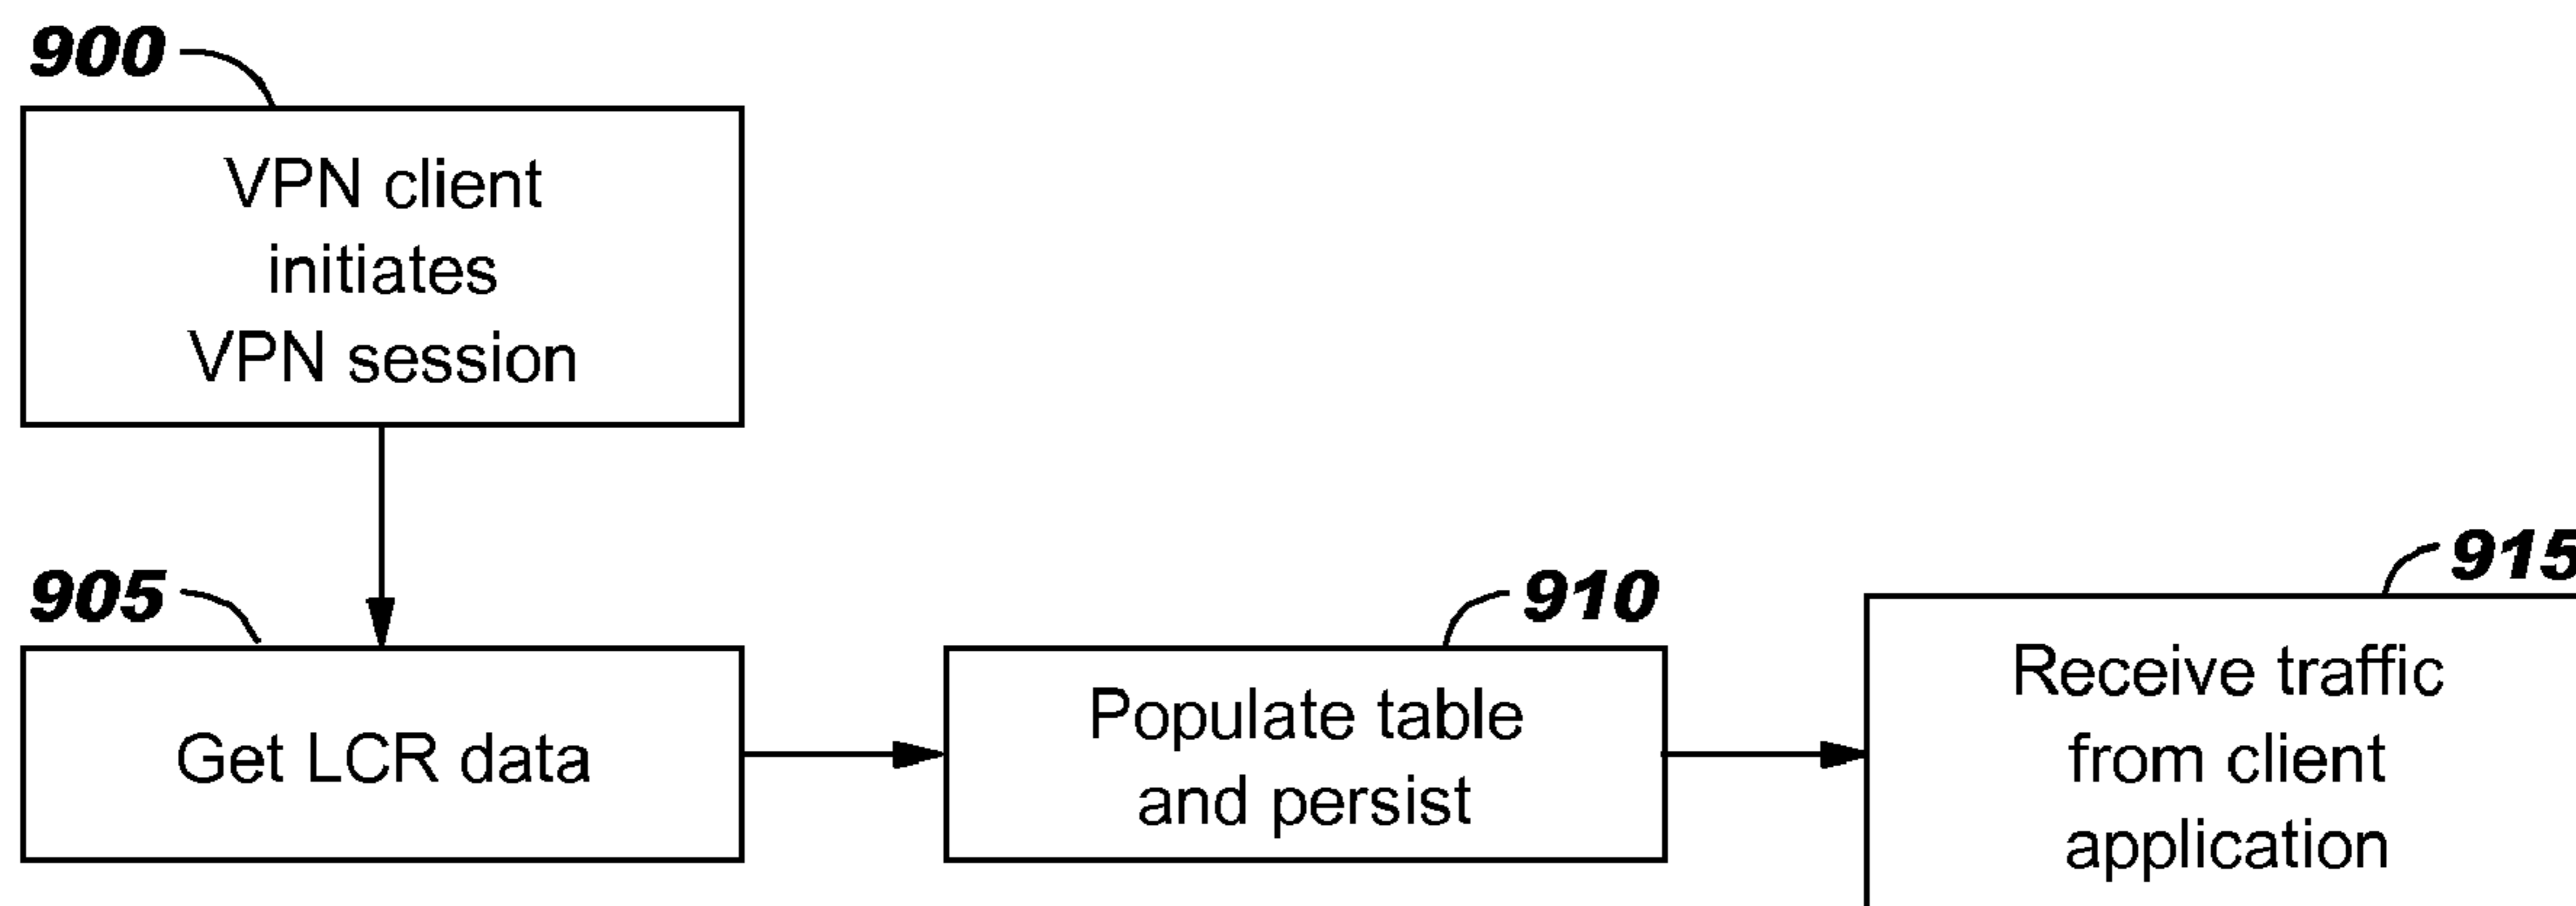 900
VPN client
initiates
VPN session
905
Get LCR data
910
Populate table
and persist
915
Receive traffic
from client
application